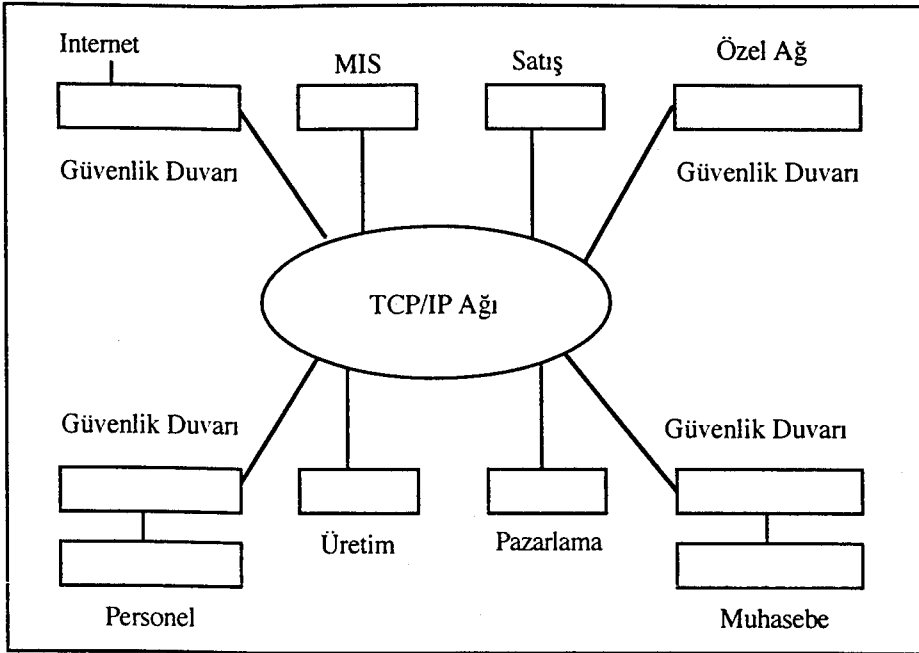 Internet
MIS
Satış
Özel Ağ
Güvenlik Duvarı
Güvenlik Duvarı
TCP/IP Ağı
Güvenlik Duvarı
Güvenlik Duvarı
Üretim
Pazarlama
Personel
Muhasebe